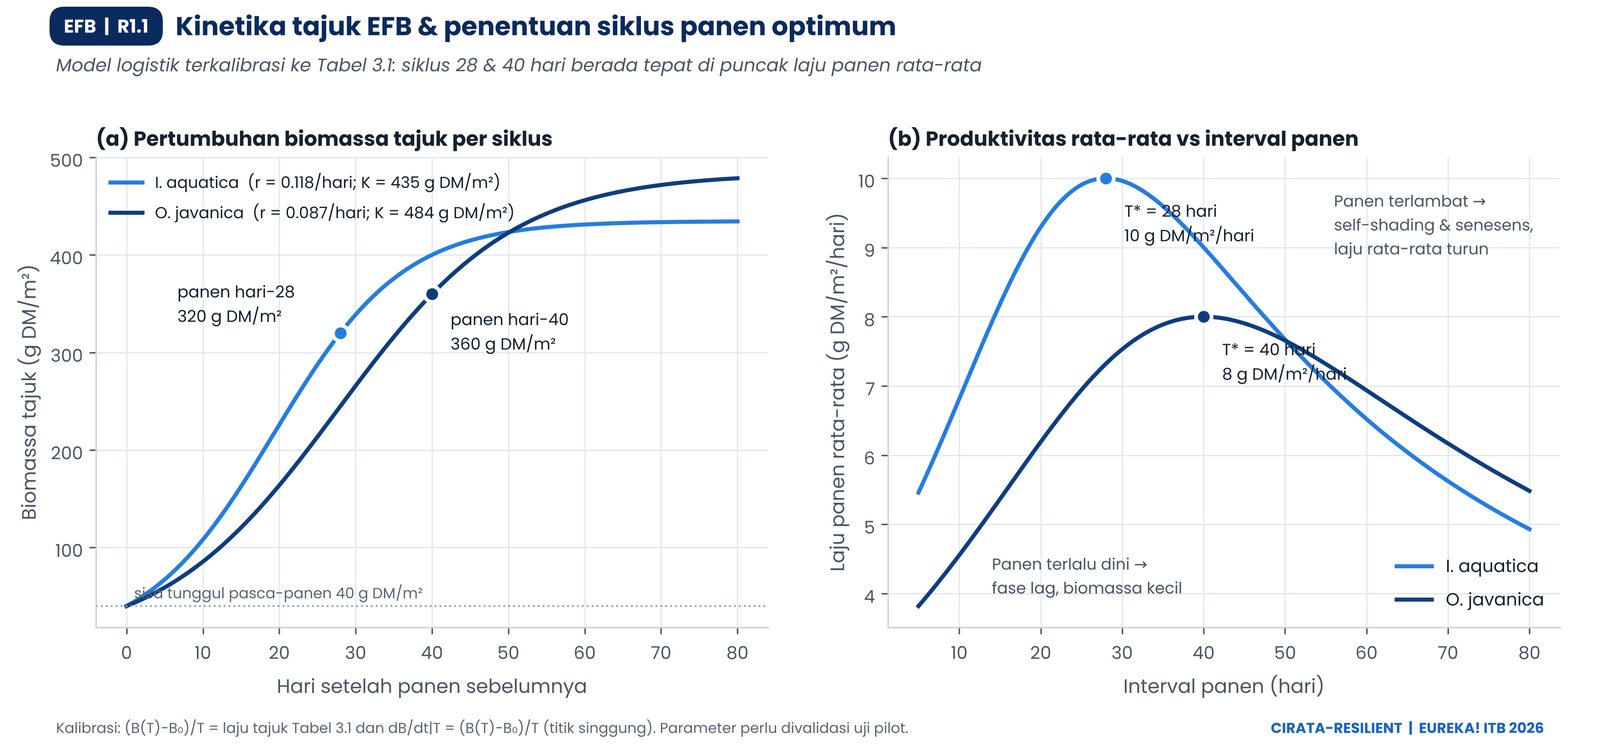 EFB | R1.1 Kinetika tajuk EFB & penentuan siklus panen optimum
Model logistik terkalibrasi ke Tabel 3.1: siklus 28 & 40 hari berada tepat di puncak laju panen rata-rata
(a) Pertumbuhan biomassa tajuk per siklus
500
400
300
200
100
Biomassa tajuk (g DM/m²)
I. aquatica (r = 0.118/hari; K = 435 g DM/m²)
O. javanica (r = 0.087/hari; K = 484 g DM/m²)
panen hari-28
320 g DM/m²
panen hari-40
360 g DM/m²
sisa tunggul pasca-panen 40 g DM/m²
0 10 20 30 40 50 60 70 80
Hari setelah panen sebelumnya
(b) Produktivitas rata-rata vs interval panen
10
9
8
7
6
5
4
Laju panen rata-rata (g DM/m²/hari)
T* = 28 hari
10 g DM/m²/hari
Panen terlambat →
self-shading & senesens,
laju rata-rata turun
T* = 40 hari
8 g DM/m²/hari
Panen terlalu dini →
fase lag, biomassa kecil
I. aquatica
O. javanica
10 20 30 40 50 60 70 80
Interval panen (hari)
Kalibrasi: (B(T)-B₀)/T = laju tajuk Tabel 3.1 dan dB/dt|T = (B(T)-B₀)/T (titik singgung). Parameter perlu divalidasi uji pilot.
CIRATA-RESILIENT | EUREKA! ITB 2026